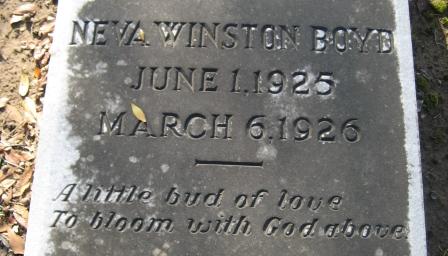 NEVA WINSTON BOYD
JUNE 1, 1925
MARCH 6, 1926
A little bud of love
To bloom with God above.